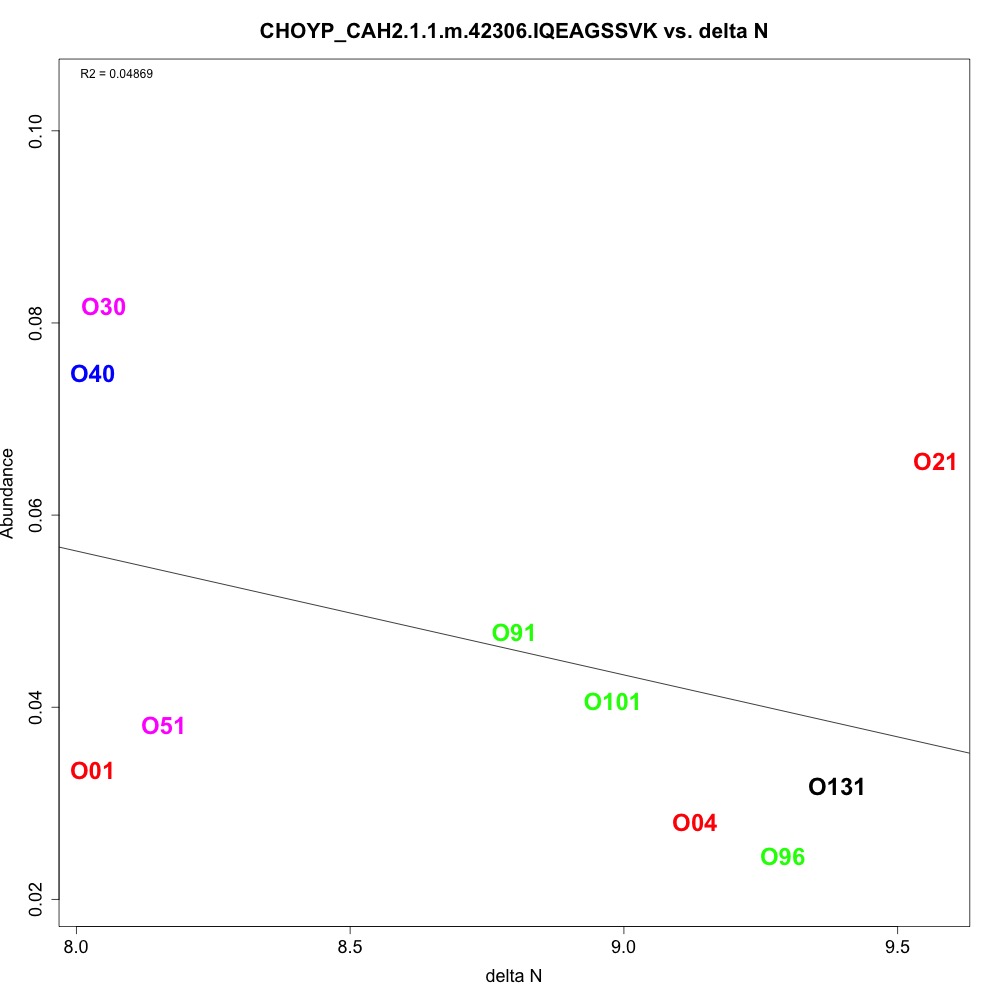 CHOYP_CAH2.1.1.m.42306.IQEAGSSVK vs. delta N
R2 = 0.04869
0.10
0.08
0.06
0.04
0.02
Abundance
O30
O40
O21
O91
O101
O51
O01
O131
O04
O96
8.0 8.5 9.0 9.5
delta N